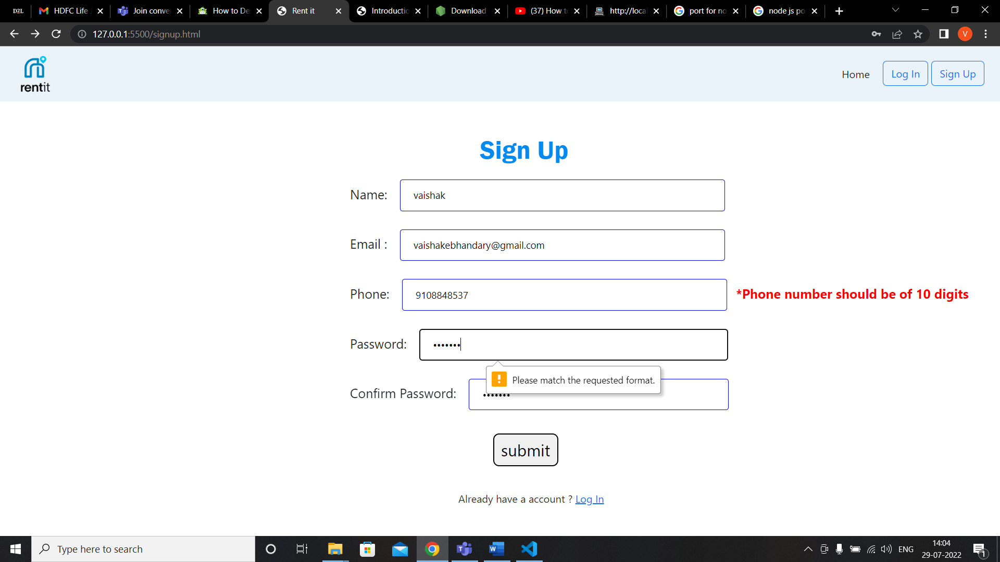 D2L HDFC Life Join conve How to De Rent it Introductio Download (37) How to http://local port for no node js po
127.0.0.1:5500/signup.html V
rentit Home Log In Sign Up
Sign Up
Name: vaishak
Email : vaishakebhandary@gmail.com
Phone: 9108848537 *Phone number should be of 10 digits
Password: •••••••
Please match the requested format.
Confirm Password: •••••••
submit
Already have a account ? Log In
Type here to search ENG 14:04
29-07-2022 1